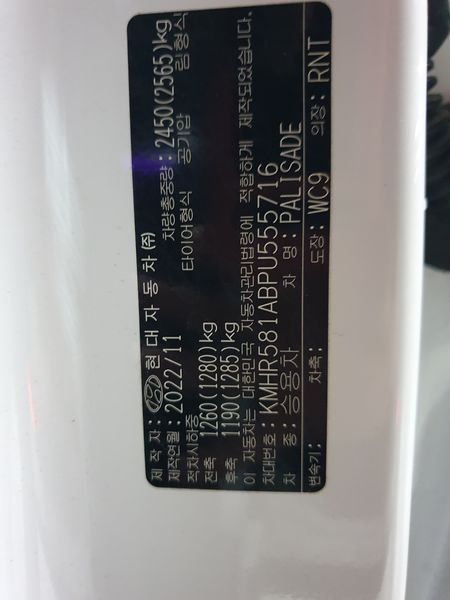 제 작 자: 현 대 자 동 차 (주)
제작연월: 2022/11 차량총중량: 2450(2565)kg
적차시하중 타이어형식 공기압 림형식
전축 1260(1280)kg
후축 1190(1285)kg
이 자동차는 대한민국 자동차관리법령에 적합하게 제작되었습니다.
차대번호: KMHR581ABPU555716
차 종: 승용차 차 명: PALISADE
변속기: 차축: 도장: WC9 의장: RNT